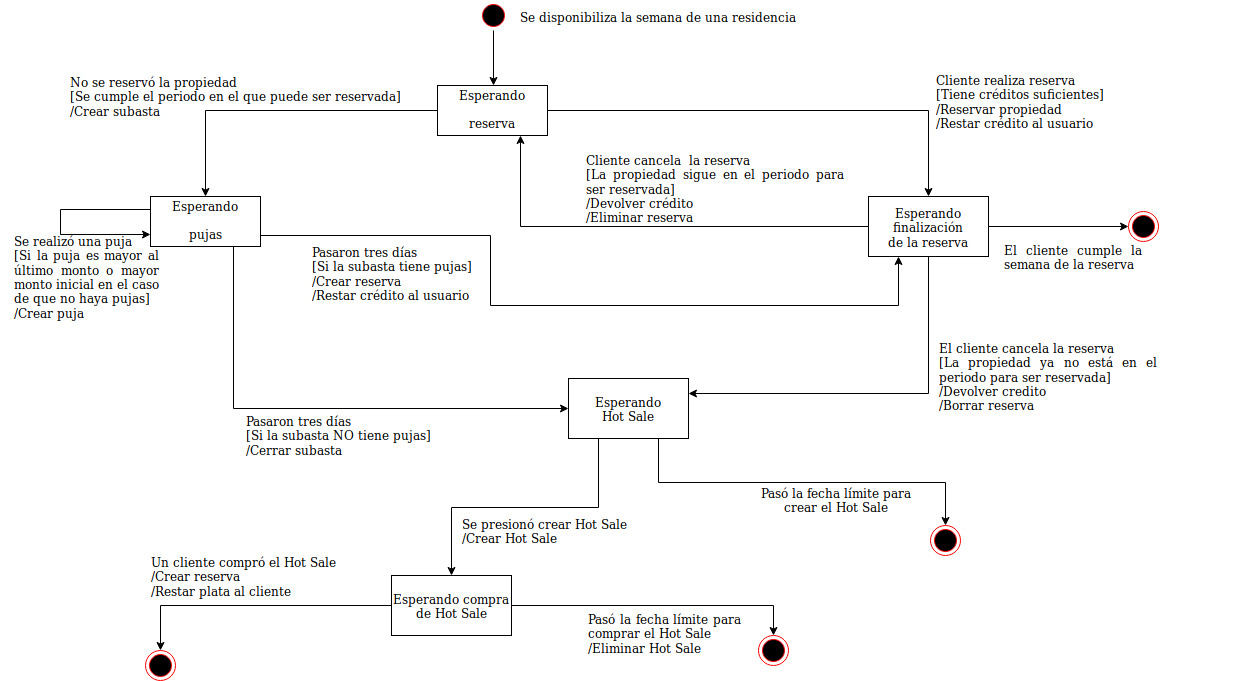 Se disponibiliza la semana de una residencia
No se reservó la propiedad
[Se cumple el periodo en el que puede ser reservada]
/Crear subasta
Esperando
reserva
Cliente realiza reserva
[Tiene créditos suficientes]
/Reservar propiedad
/Restar crédito al usuario
Cliente cancela la reserva
[La propiedad sigue en el periodo para
ser reservada]
/Devolver crédito
/Eliminar reserva
Esperando
pujas
Esperando
finalización
de la reserva
Se realizó una puja
[Si la puja es mayor al
último monto o mayor
monto inicial en el caso
de que no haya pujas]
/Crear puja
Pasaron tres días
[Si la subasta tiene pujas]
/Crear reserva
/Restar crédito al usuario
El cliente cumple la
semana de la reserva
El cliente cancela la reserva
[La propiedad ya no está en el
periodo para ser reservada]
/Devolver credito
/Borrar reserva
Esperando
Hot Sale
Pasaron tres días
[Si la subasta NO tiene pujas]
/Cerrar subasta
Pasó la fecha límite para
crear el Hot Sale
Se presionó crear Hot Sale
/Crear Hot Sale
Un cliente compró el Hot Sale
/Crear reserva
/Restar plata al cliente
Esperando compra
de Hot Sale
Pasó la fecha límite para
comprar el Hot Sale
/Eliminar Hot Sale